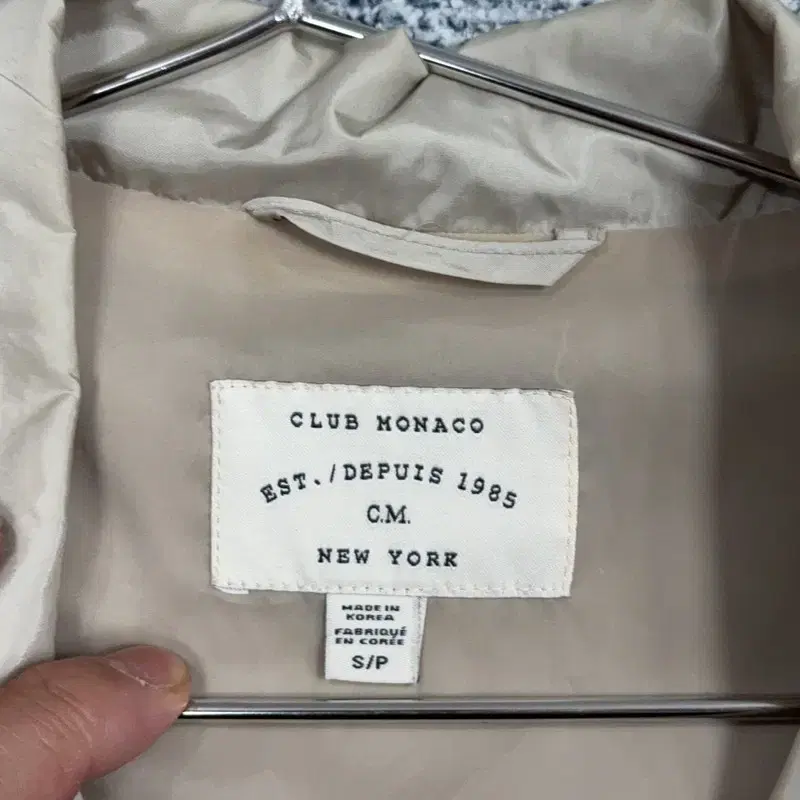 CLUB MONACO
EST./DEPUIS 1985
C.M.
NEW YORK
MADE IN
KOREA
FABRIQUÉ
EN CORÉE
S/P